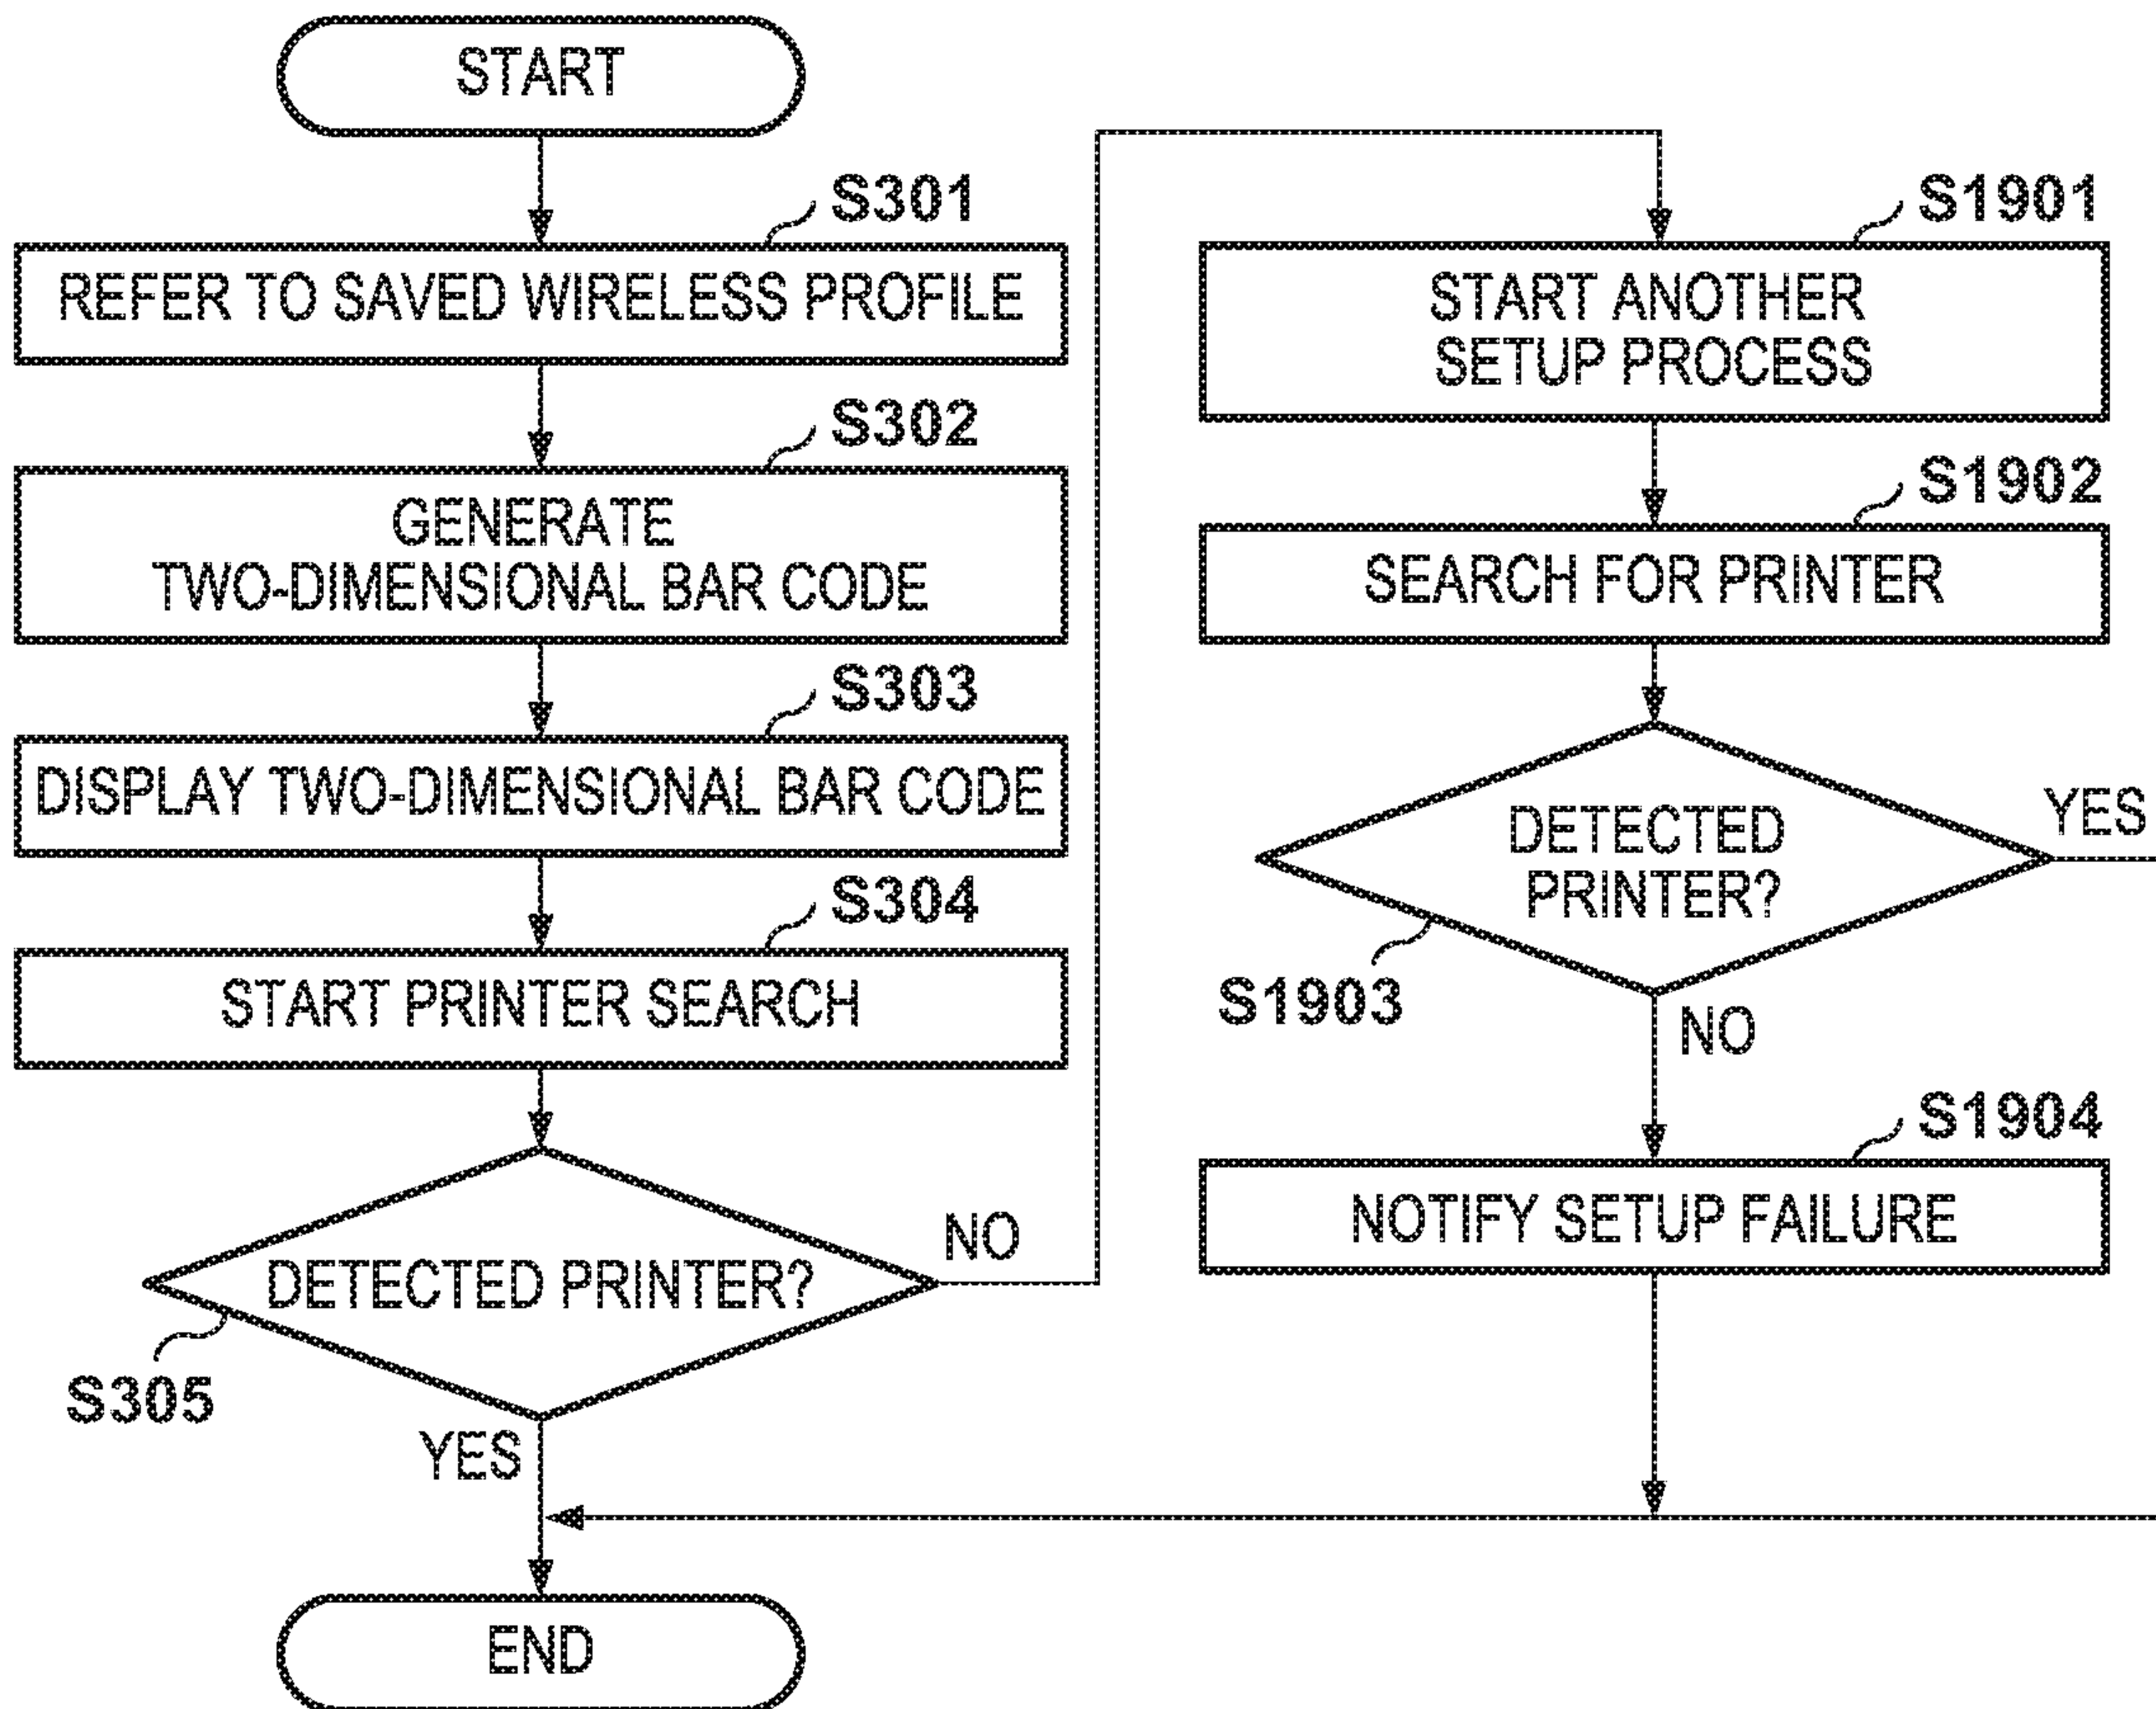 START
S301
REFER TO SAVED WIRELESS PROFILE
S302
GENERATE
TWO-DIMENSIONAL BAR CODE
S303
DISPLAY TWO-DIMENSIONAL BAR CODE
S304
START PRINTER SEARCH
DETECTED PRINTER?
NO
S305
YES
END
S1901
START ANOTHER
SETUP PROCESS
S1902
SEARCH FOR PRINTER
DETECTED
PRINTER?
YES
S1903
NO
S1904
NOTIFY SETUP FAILURE